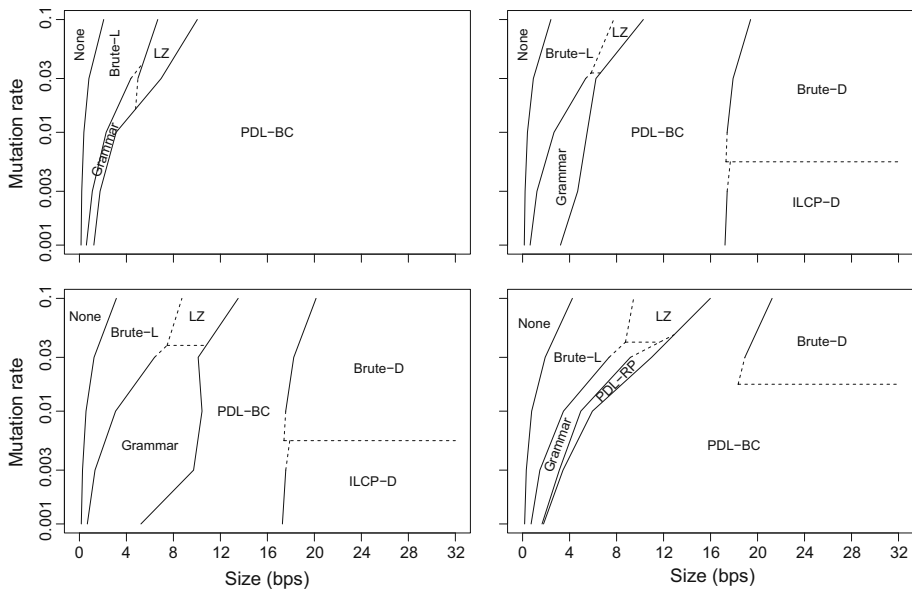 Mutation rate
0.001 0.003 0.01 0.03 0.1
None
Brute−L
LZ
Grammar
PDL−BC
None
Brute−L
LZ
Grammar
PDL−BC
Brute−D
ILCP−D
Mutation rate
0.001 0.003 0.01 0.03 0.1
None
Brute−L
LZ
Grammar
PDL−BC
Brute−D
ILCP−D
0 4 8 12 16 20 24 28 32
Size (bps)
None
Brute−L
LZ
Grammar
PDL−RP
PDL−BC
Brute−D
0 4 8 12 16 20 24 28 32
Size (bps)